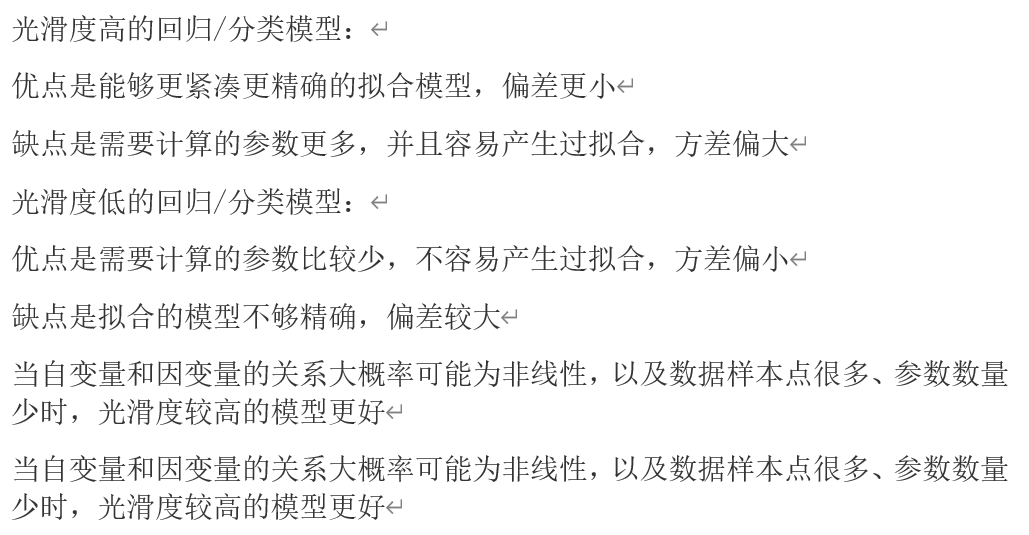 光滑度高的回归/分类模型：
优点是能够更紧凑更精确的拟合模型，偏差更小
缺点是需要计算的参数更多，并且容易产生过拟合，方差偏大
光滑度低的回归/分类模型：
优点是需要计算的参数比较少，不容易产生过拟合，方差偏小
缺点是拟合的模型不够精确，偏差较大
当自变量和因变量的关系大概率可能为非线性，以及数据样本点很多、参数数量
少时，光滑度较高的模型更好
当自变量和因变量的关系大概率可能为非线性，以及数据样本点很多、参数数量
少时，光滑度较高的模型更好